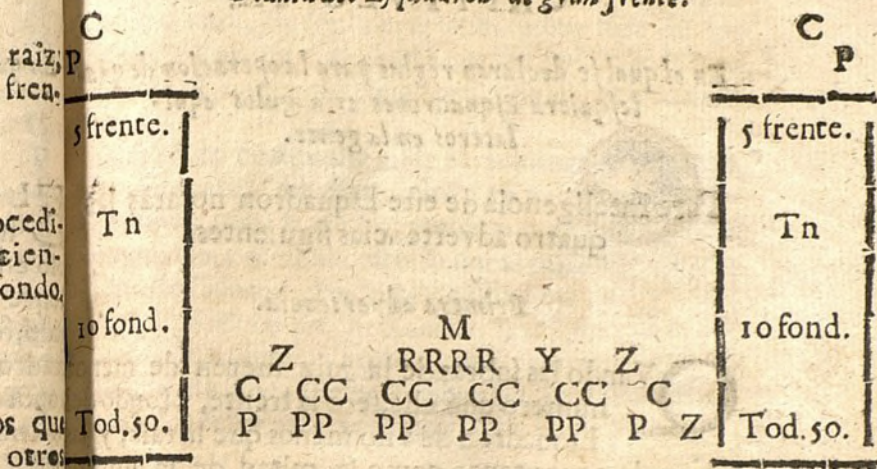 C C
raiz, P P
fren.
5 frente. 5 frente.
ocedi. Tn Tn
cien-
ondo,
10 fond. M 10 fond.
Z RRRR Y Z
C CC CC CC CC C
os que Tod.50. P PP PP PP PP P Z Tod.50.
otros